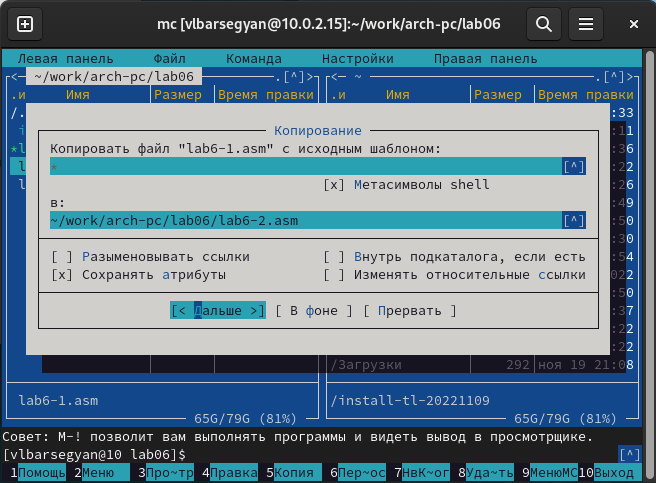 mc [vlbarsegyan@10.0.2.15]:~/work/arch-pc/lab06
Левая панель Файл Команда Настройки Правая панель
<─ ~/work/arch-pc/lab06 .[^]> <─ ~ .[^]>
.и Имя Размер Время правки .и Имя Размер Время правки
/. :33
Копирование
Копировать файл "lab6-1.asm" с исходным шаблоном:
* [^]
[x] Метасимволы shell
в:
~/work/arch-pc/lab06/lab6-2.asm [^]
[ ] Разыменовывать ссылки [ ] Внутрь подкаталога, если есть
[x] Сохранять атрибуты [ ] Изменять относительные ссылки
[< Дальше >] [ В фоне ] [ Прервать ]
/Загрузки 292 ноя 19 21:08
lab6-1.asm /install-tl-20221109
65G/79G (81%) 65G/79G (81%)
Совет: M-! позволит вам выполнять программы и видеть вывод в просмотрщике.
[vlbarsegyan@10 lab06]$ [^]
1Помощь 2Меню 3Про~тр 4Правка 5Копия 6Пер~ос 7НвК~ог 8Уда~ть 9МенюMC 10Выход